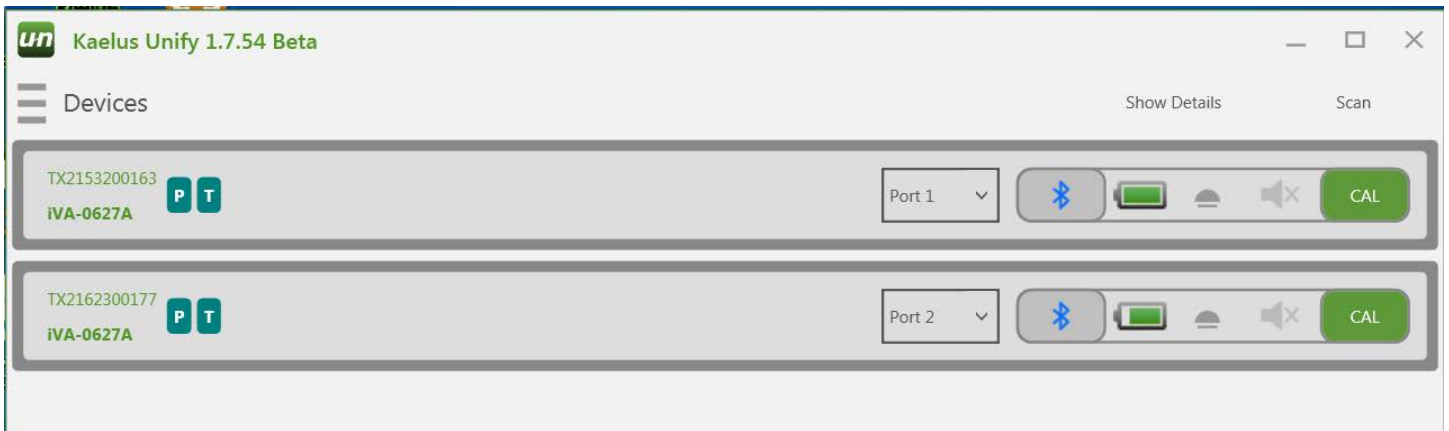 un Kaelus Unify 1.7.54 Beta
Devices Show Details Scan
TX2153200163
iVA-0627A
P T
Port 1
CAL
TX2162300177
iVA-0627A
P T
Port 2
CAL